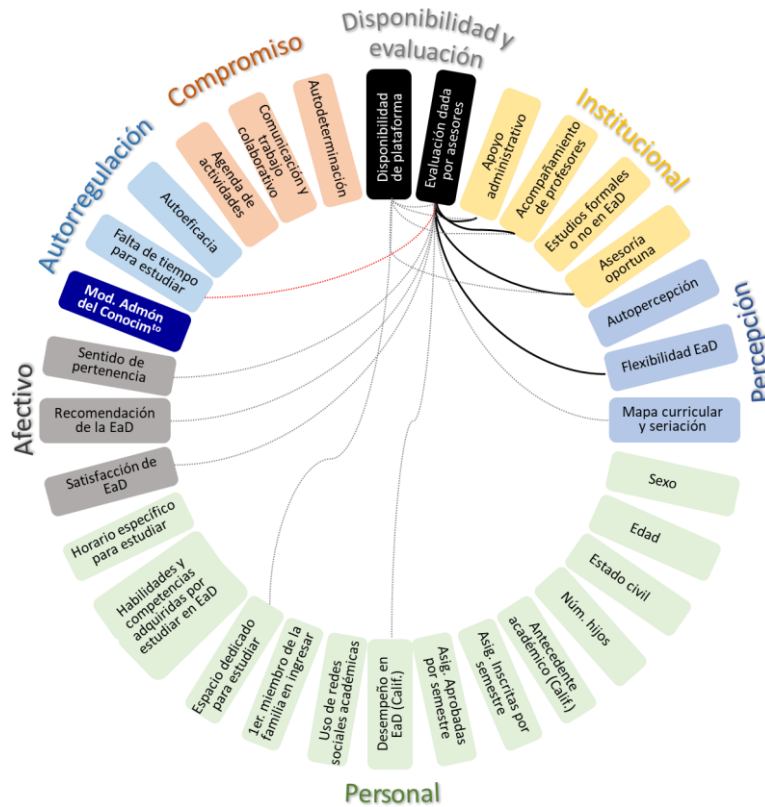 Disponibilidad y
evaluación
Disponibilidad
de plataforma
Evaluación dada
por asesores
Institucional
Apoyo
administrativo
Acompañamiento
de profesores
Estudios formales
o no en EaD
Asesoría
oportuna
Percepción
Autopercepción
Flexibilidad EaD
Mapa curricular
y seriación
Sexo
Edad
Estado civil
Núm. hijos
Antecedente
académico (Calif.)
Asig. Inscritas por
semestre
Asig. Aprobadas
por semestre
Desempeño en
EaD (Calif.)
Uso de redes
sociales académicas
1er. miembro de la
familia en ingresar
Espacio dedicado
para estudiar
Habilidades y
competencias
adquiridas por
estudiar en EaD
Horario específico
para estudiar
Personal
Satisfacción de
EaD
Recomendación
de la EaD
Sentido de
pertenencia
Afectivo
Mod. Admón
del Conocimto
Falta de tiempo
para estudiar
Autoeficacia
Autorregulación
Agenda de
actividades
Comunicación y
trabajo
colaborativo
Autodeterminación
Compromiso